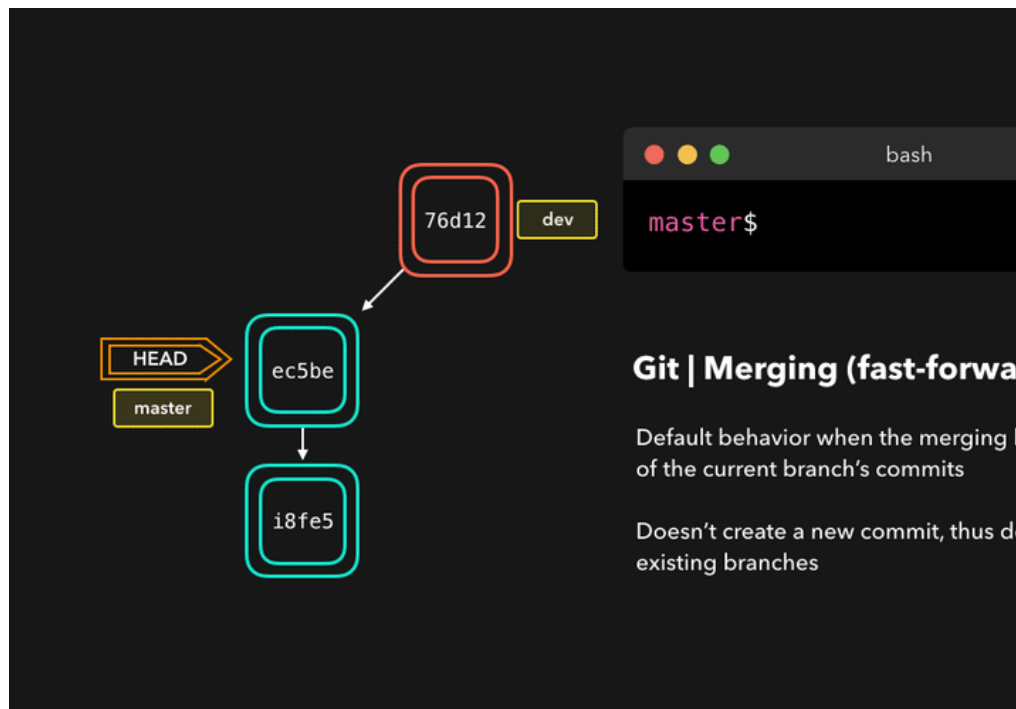 76d12
dev
HEAD
master
ec5be
i8fe5
bash
master$
Git | Merging (fast-forwa
Default behavior when the merging
of the current branch’s commits
Doesn’t create a new commit, thus d
existing branches